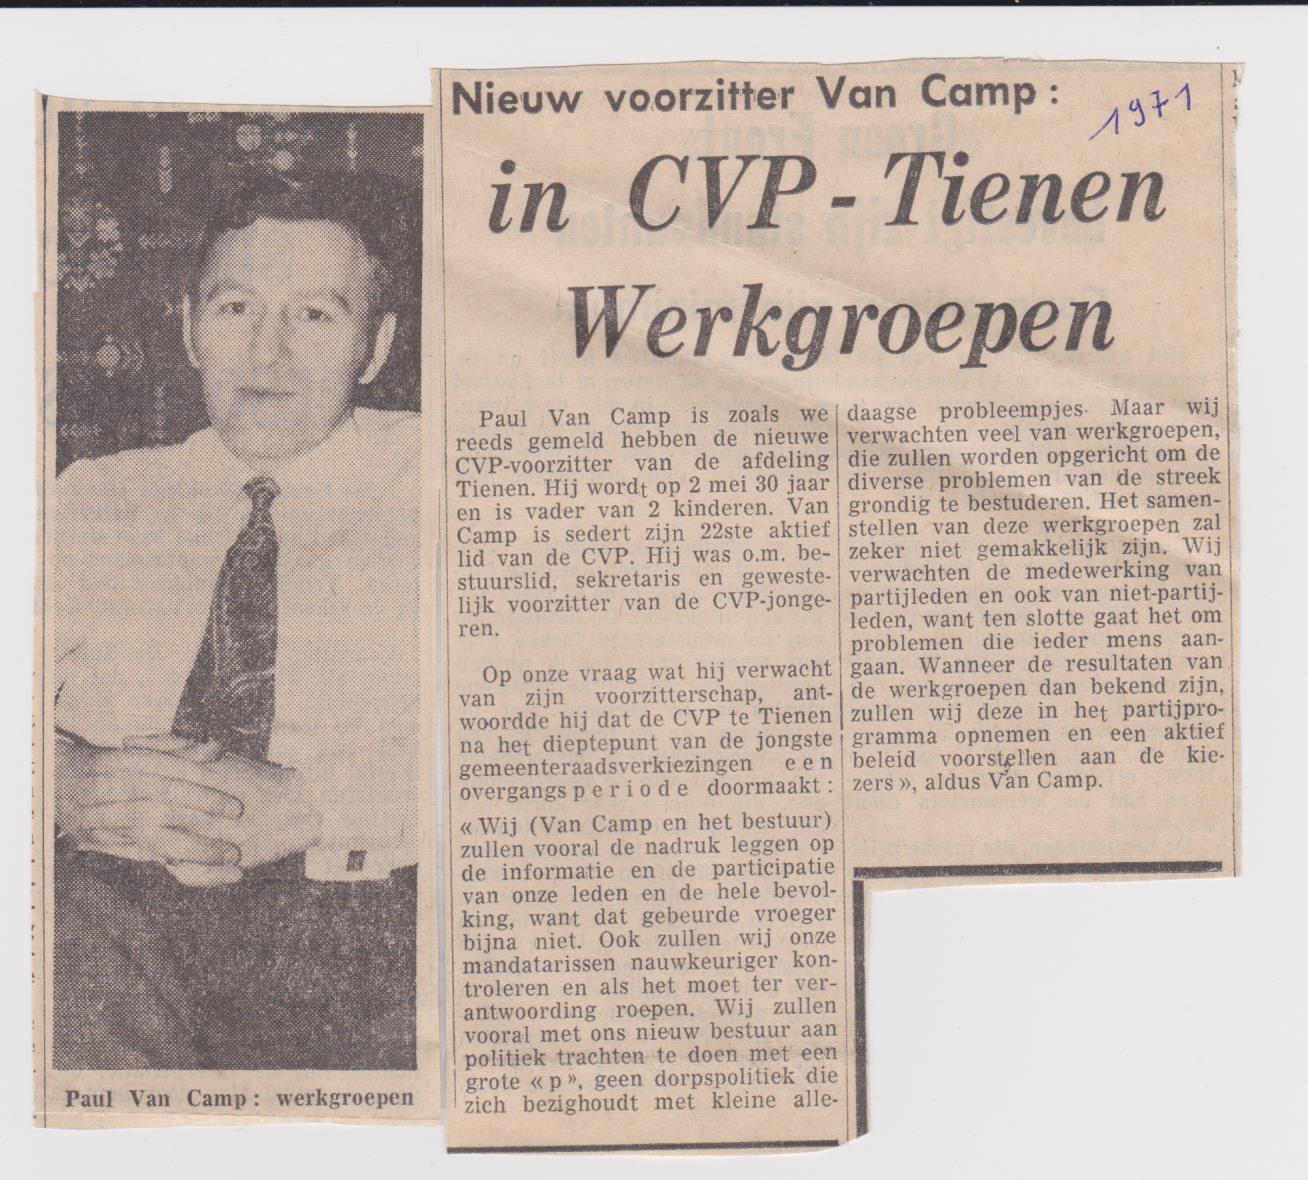 Nieuw voorzitter Van Camp :
1971
in CVP - Tienen
Werkgroepen
Paul Van Camp is zoals we
reeds gemeld hebben de nieuwe
CVP-voorzitter van de afdeling
Tienen. Hij wordt op 2 mei 30 jaar
en is vader van 2 kinderen. Van
Camp is sedert zijn 22ste aktief
lid van de CVP. Hij was o.m. be-
stuurslid, sekretaris en geweste-
lijk voorzitter van de CVP-jonge-
ren.
Op onze vraag wat hij verwacht
van zijn voorzitterschap, ant-
woordde hij dat de CVP te Tienen
na het dieptepunt van de jongste
gemeenteraadsverkiezingen een
overgangsperiode doormaakt :
« Wij (Van Camp en het bestuur)
zullen vooral de nadruk leggen op
de informatie en de participatie
van onze leden en de hele bevol-
king, want dat gebeurde vroeger
bijna niet. Ook zullen wij onze
mandatarissen nauwkeuriger kon-
troleren en als het moet ter ver-
antwoording roepen. Wij zullen
vooral met ons nieuw bestuur aan
politiek trachten te doen met een
grote « p », geen dorpspolitiek die
zich bezighoudt met kleine alle-
daagse probleempjes. Maar wij
verwachten veel van werkgroepen,
die zullen worden opgericht om de
diverse problemen van de streek
grondig te bestuderen. Het samen-
stellen van deze werkgroepen zal
zeker niet gemakkelijk zijn. Wij
verwachten de medewerking van
partijleden en ook van niet-partij-
leden, want ten slotte gaat het om
problemen die ieder mens aan-
gaan. Wanneer de resultaten van
de werkgroepen dan bekend zijn,
zullen wij deze in het partijpro-
gramma opnemen en een aktief
beleid voorstellen aan de kie-
zers », aldus Van Camp.
Paul Van Camp : werkgroepen